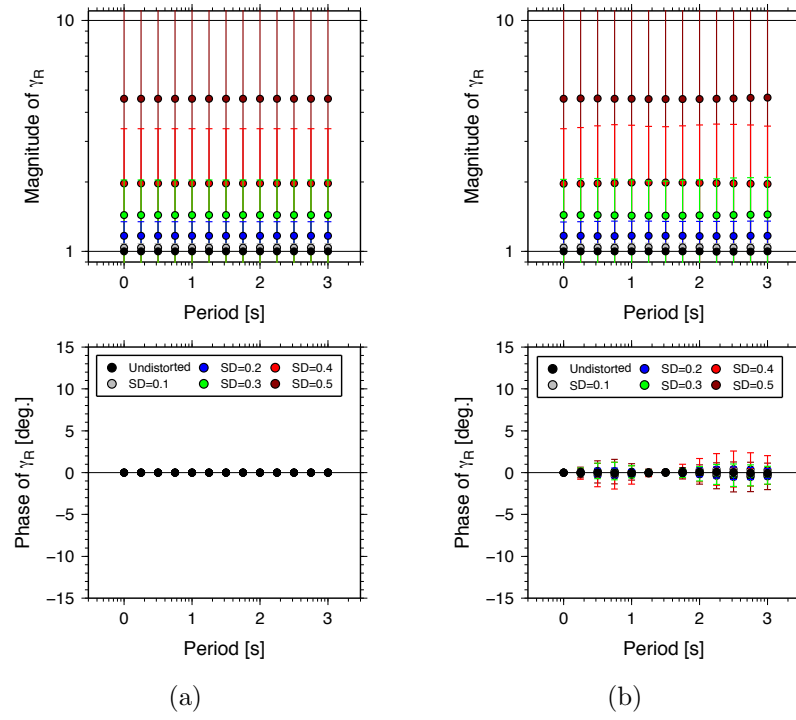 10
1
Magnitude of γR
0 1 2 3
Period [s]
10
1
Magnitude of γR
0 1 2 3
Period [s]
15
10
5
0
−5
−10
−15
Phase of γR [deg.]
Undistorted SD=0.2 SD=0.4
SD=0.1 SD=0.3 SD=0.5
0 1 2 3
Period [s]
15
10
5
0
−5
−10
−15
Phase of γR [deg.]
Undistorted SD=0.2 SD=0.4
SD=0.1 SD=0.3 SD=0.5
0 1 2 3
Period [s]
(a)
(b)